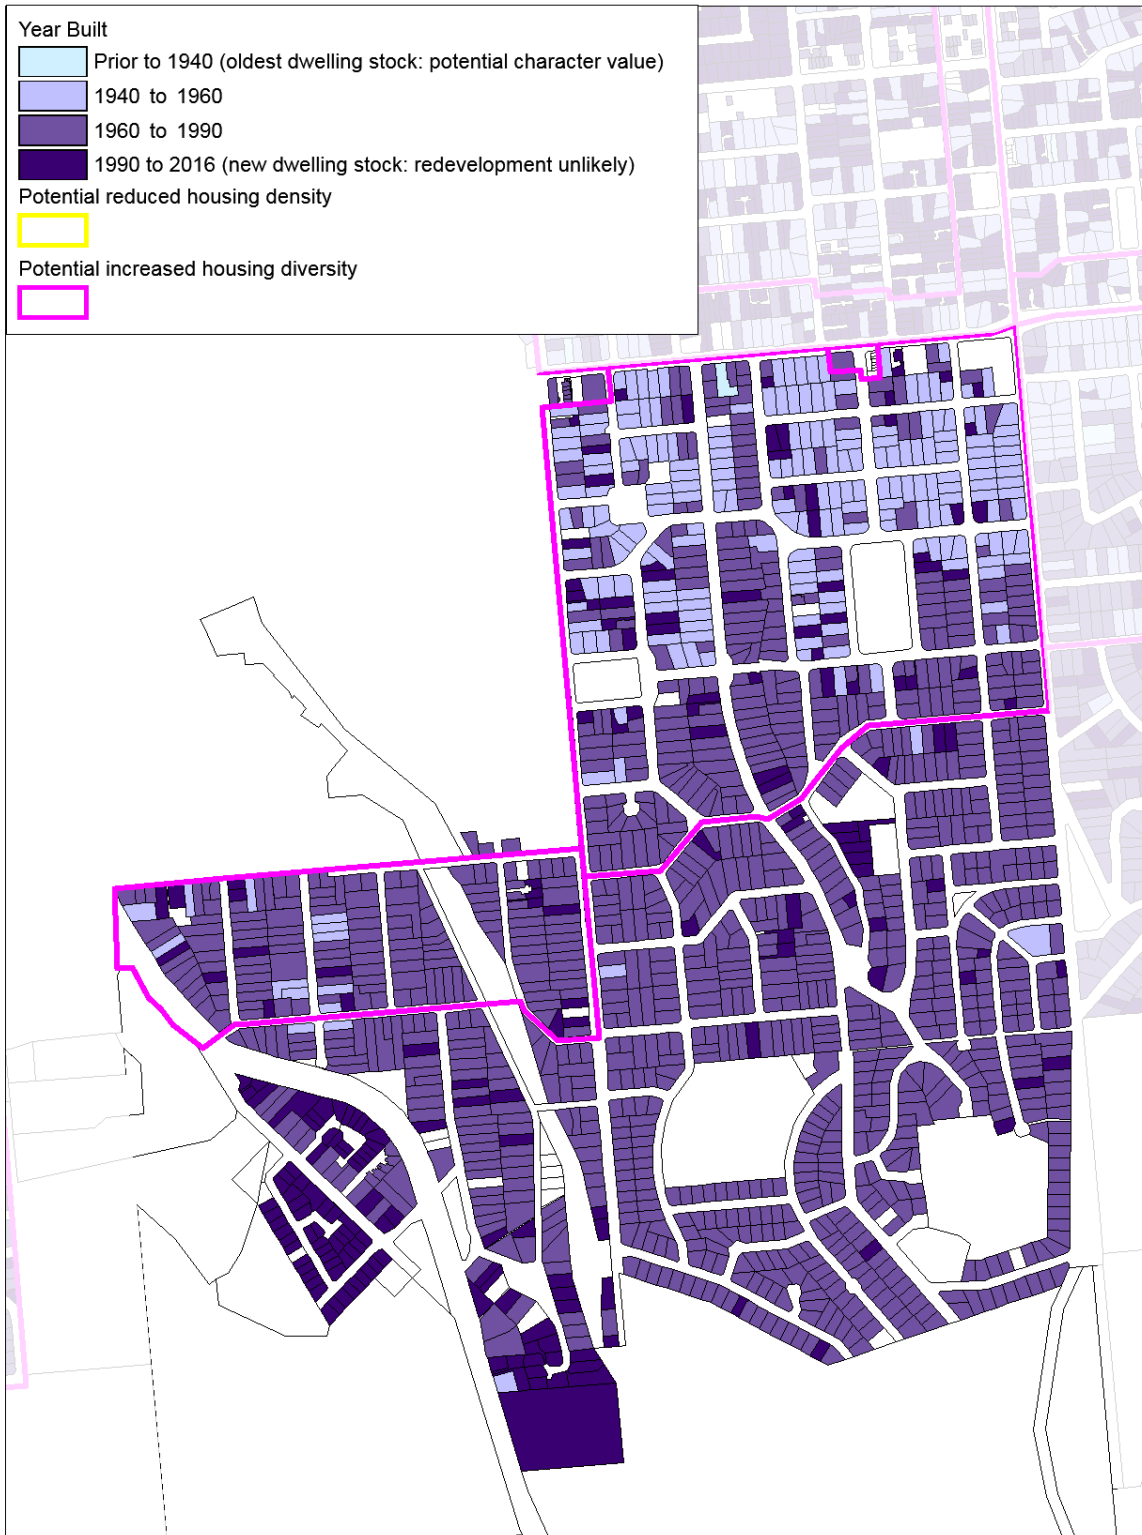 Year Built
Prior to 1940 (oldest dwelling stock: potential character value)
1940 to 1960
1960 to 1990
1990 to 2016 (new dwelling stock: redevelopment unlikely)
Potential reduced housing density
Potential increased housing diversity